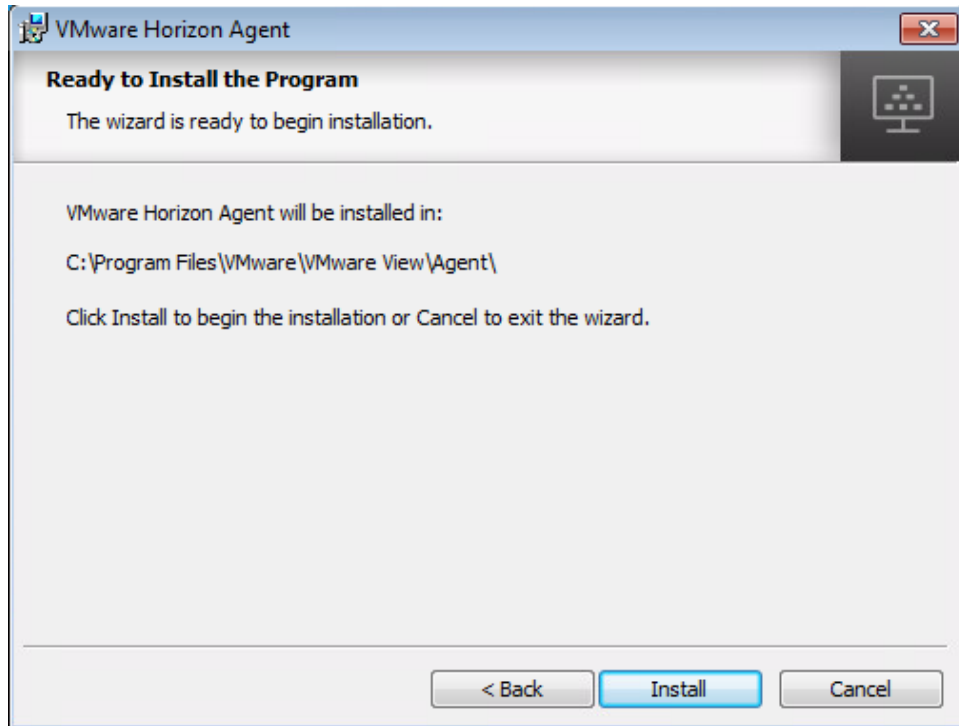 VMware Horizon Agent
Ready to Install the Program
The wizard is ready to begin installation.
VMware Horizon Agent will be installed in:
C:\Program Files\VMware\VMware View\Agent\
Click Install to begin the installation or Cancel to exit the wizard.
< Back Install Cancel